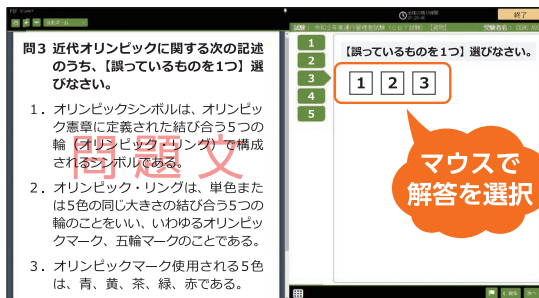 PDF Viewer
終了
問3 近代オリンピックに関する次の記述
のうち、【誤っているものを1つ】選
びなさい。
1. オリンピックシンボルは、オリンピッ
ク憲章に定義された結び合う5つの
輪（オリンピック・リング）で構成
されるシンボルである。
問題文
2. オリンピック・リングは、単色また
は5色の同じ大きさの結び合う5つの
輪のことをいい、いわゆるオリンピッ
クマーク、五輪マークのことである。
3. オリンピックマーク使用される5色
は、青、黄、茶、緑、赤である。
1
2
3
4
5
【誤っているものを1つ】選びなさい。
1 2 3
マウスで
解答を選択